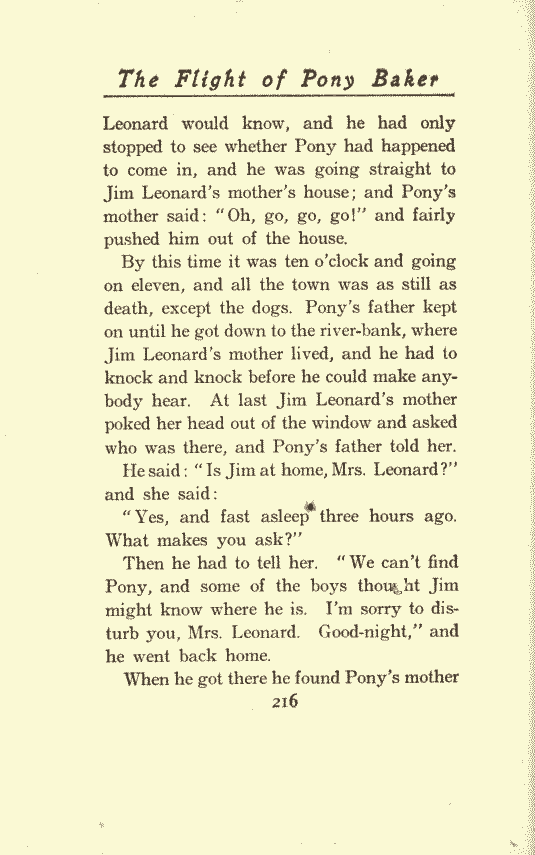 The Flight of Pony Baker
Leonard would know, and he had only
stopped to see whether Pony had happened
to come in, and he was going straight to
Jim Leonard's mother's house; and Pony's
mother said: "Oh, go, go, go!" and fairly
pushed him out of the house.
By this time it was ten o'clock and going
on eleven, and all the town was as still as
death, except the dogs. Pony's father kept
on until he got down to the river-bank, where
Jim Leonard's mother lived, and he had to
knock and knock before he could make any-
body hear. At last Jim Leonard's mother
poked her head out of the window and asked
who was there, and Pony's father told her.
He said: "Is Jim at home, Mrs. Leonard?"
and she said:
"Yes, and fast asleep three hours ago.
What makes you ask?"
Then he had to tell her. "We can't find
Pony, and some of the boys thought Jim
might know where he is. I'm sorry to dis-
turb you, Mrs. Leonard. Good-night," and
he went back home.
When he got there he found Pony's mother
216